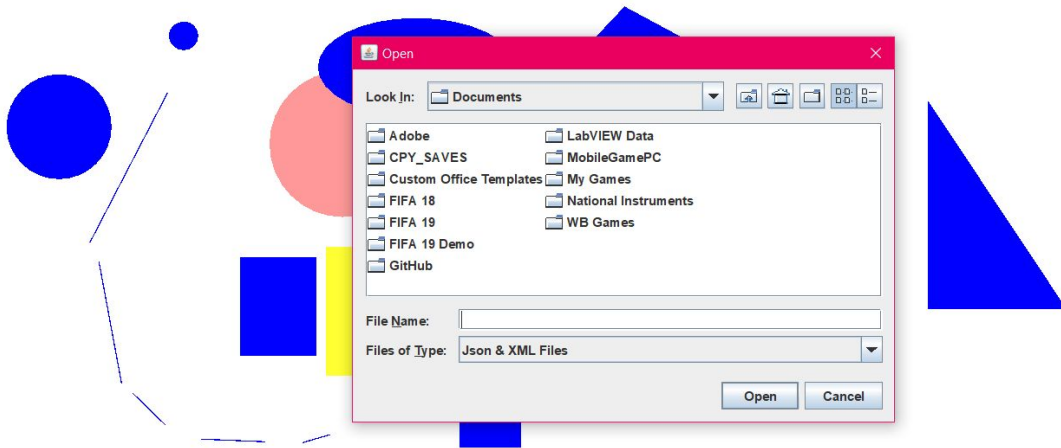 Open
Look In: Documents
Adobe
CPY_SAVES
Custom Office Templates
FIFA 18
FIFA 19
FIFA 19 Demo
GitHub
LabVIEW Data
MobileGamePC
My Games
National Instruments
WB Games
File Name:
Files of Type: Json & XML Files
Open Cancel